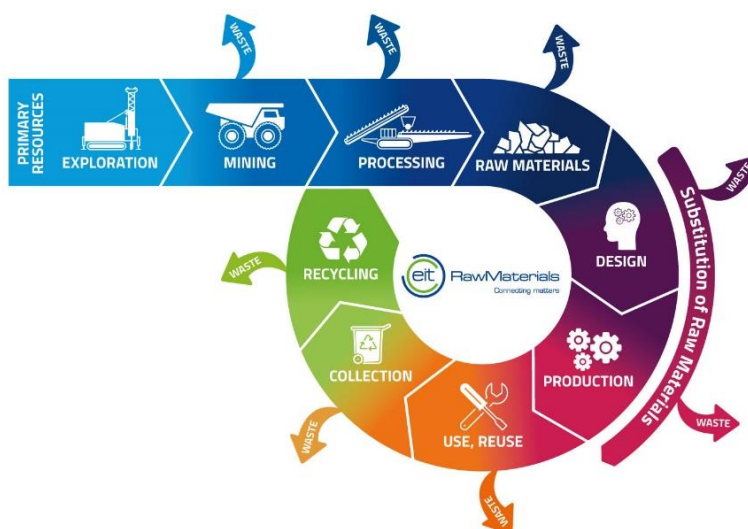 PRIMARY
RESOURCES
EXPLORATION
WASTE
MINING
WASTE
PROCESSING
WASTE
RAW MATERIALS
WASTE
DESIGN
Substitution of Raw Materials
WASTE
PRODUCTION
WASTE
USE, REUSE
WASTE
COLLECTION
WASTE
RECYCLING
WASTE
eit RawMaterials
Connecting matters